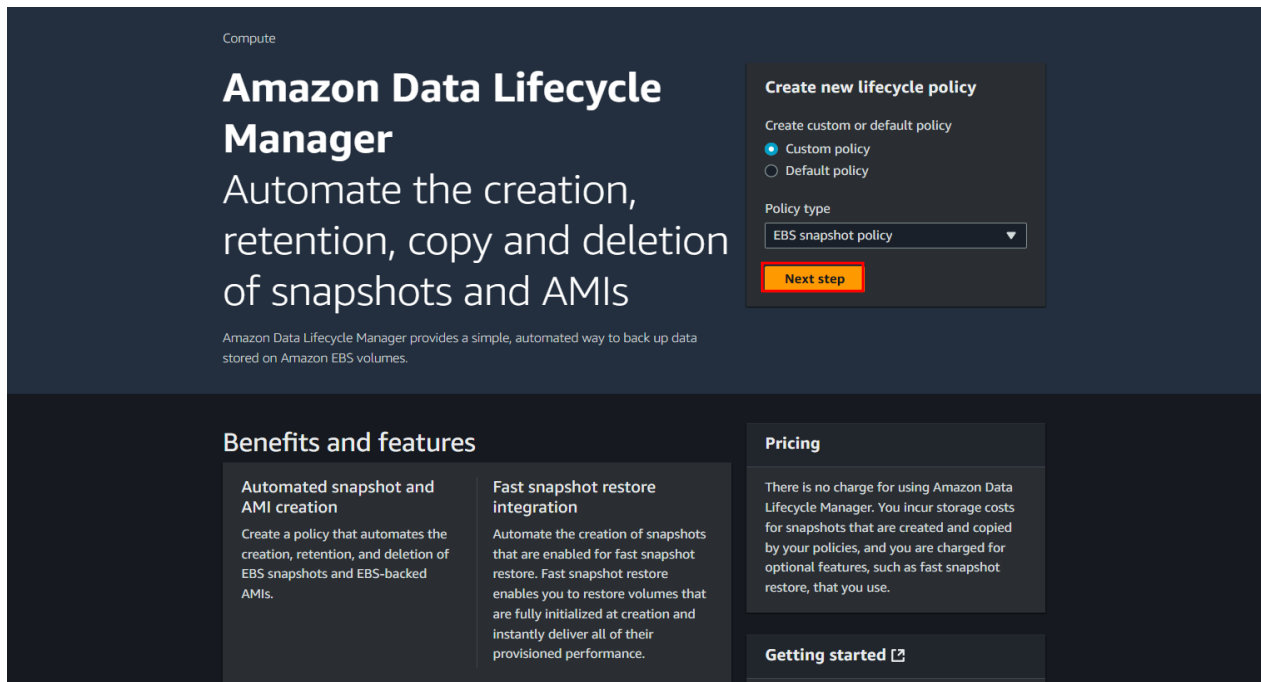 Compute
Amazon Data Lifecycle
Manager
Automate the creation,
retention, copy and deletion
of snapshots and AMIs
Amazon Data Lifecycle Manager provides a simple, automated way to back up data
stored on Amazon EBS volumes.
Create new lifecycle policy
Create custom or default policy
Custom policy
Default policy
Policy type
EBS snapshot policy
Next step
Benefits and features
Automated snapshot and
AMI creation
Create a policy that automates the
creation, retention, and deletion of
EBS snapshots and EBS-backed
AMIs.
Fast snapshot restore
integration
Automate the creation of snapshots
that are enabled for fast snapshot
restore. Fast snapshot restore
enables you to restore volumes that
are fully initialized at creation and
instantly deliver all of their
provisioned performance.
Pricing
There is no charge for using Amazon Data
Lifecycle Manager. You incur storage costs
for snapshots that are created and copied
by your policies, and you are charged for
optional features, such as fast snapshot
restore, that you use.
Getting started